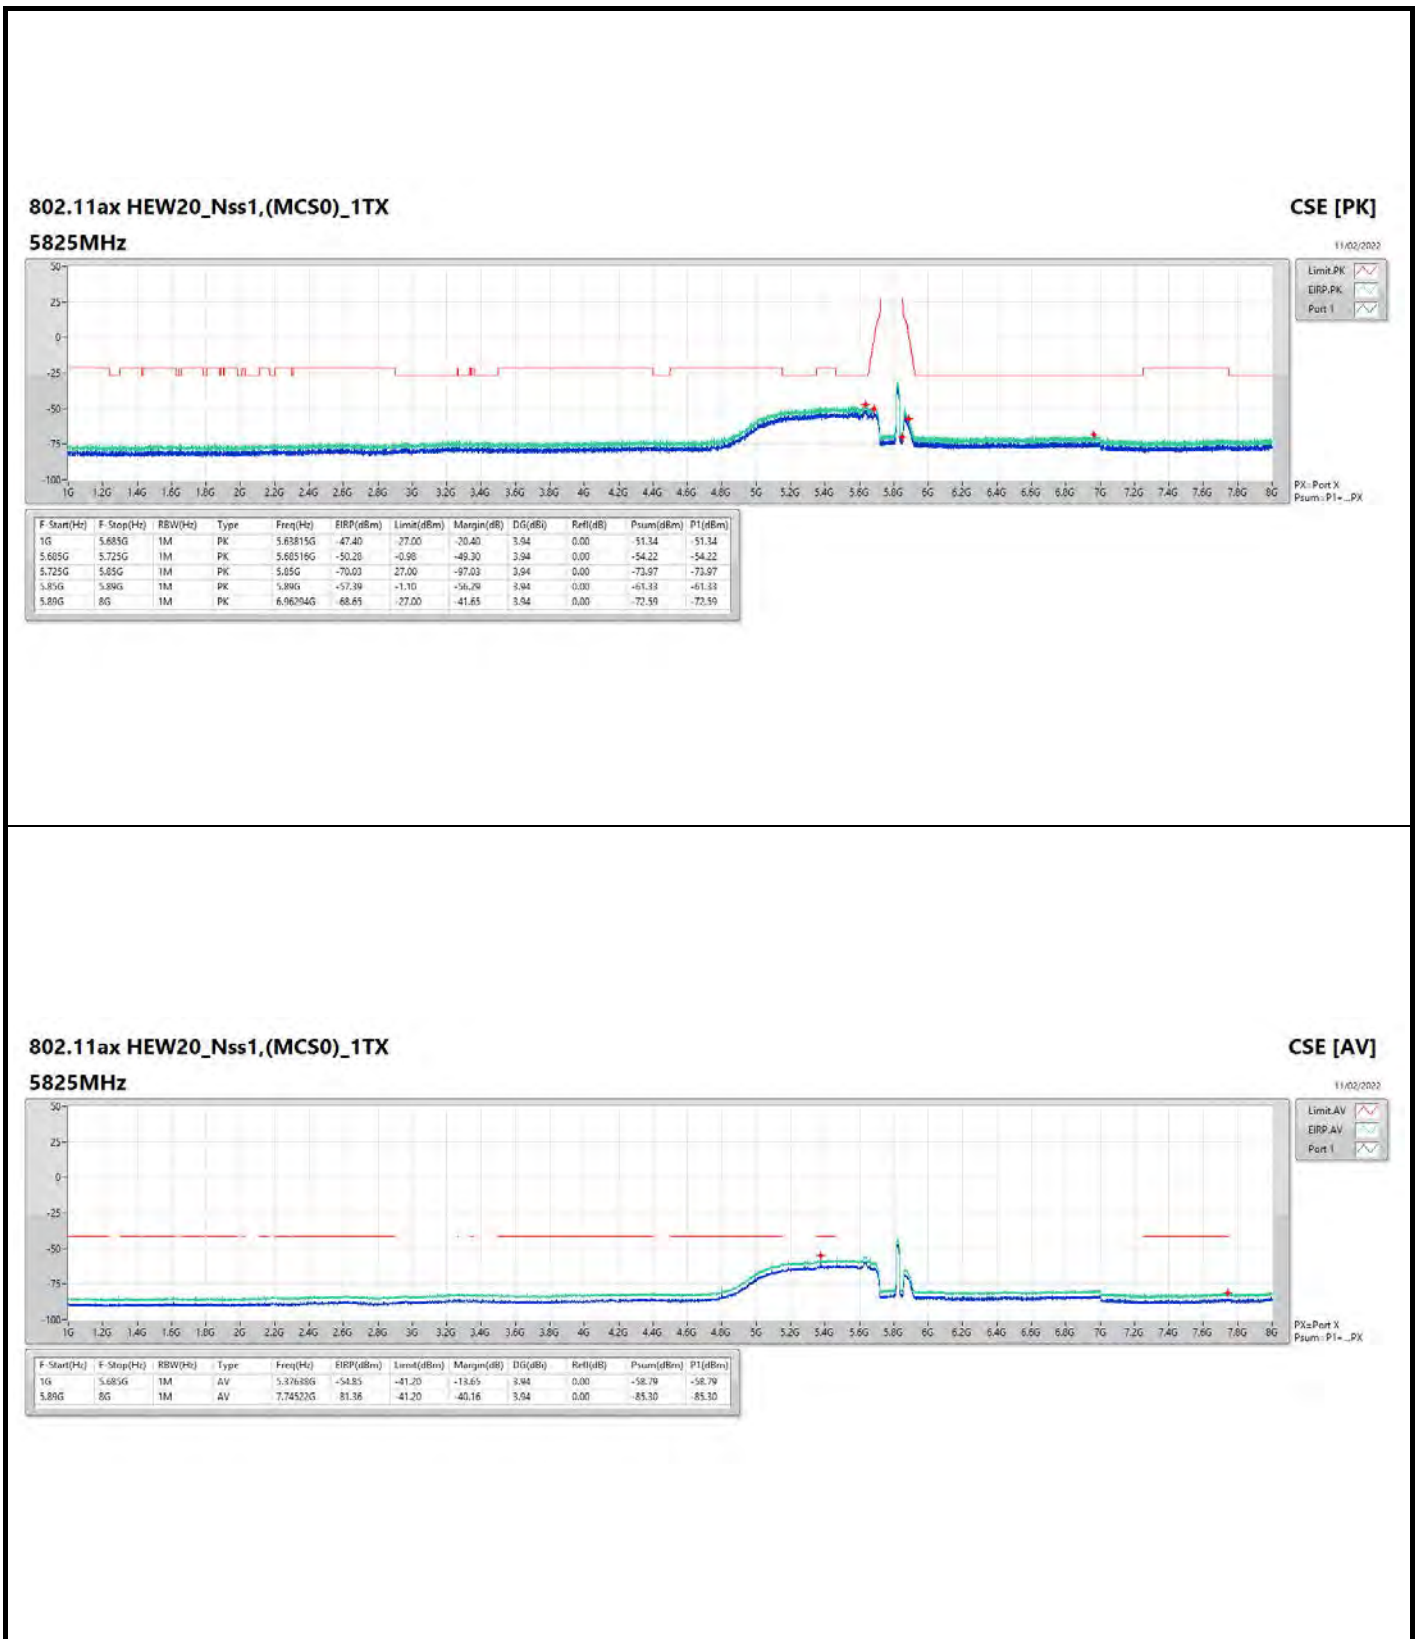 802.11ax HEW20_Nss1,(MCS0)_1TX
CSE [PK]
5825MHz
11/02/2022
Limit.PK
EIRP.PK
Port 1
50
25
0
-25
-50
-75
-100
1G 1.2G 1.4G 1.6G 1.8G 2G 2.2G 2.4G 2.6G 2.8G 3G 3.2G 3.4G 3.6G 3.8G 4G 4.2G 4.4G 4.6G 4.8G 5G 5.2G 5.4G 5.6G 5.8G 6G 6.2G 6.4G 6.6G 6.8G 7G 7.2G 7.4G 7.6G 7.8G 8G
PX=Port X
Psum : P1+...PX
F-Start(Hz) F-Stop(Hz) RBW(Hz) Type Freq(Hz) EIRP(dBm) Limit(dBm) Margin(dB) DG(dBi) Refl(dB) Psum(dBm) P1(dBm)
1G 5.685G 1M PK 5.63815G -47.40 -27.00 -20.40 3.94 0.00 -51.34 -51.34
5.685G 5.725G 1M PK 5.68516G -50.28 -0.98 -49.30 3.94 0.00 -54.22 -54.22
5.725G 5.85G 1M PK 5.85G -70.03 27.00 -97.03 3.94 0.00 -73.97 -73.97
5.85G 5.89G 1M PK 5.89G -57.39 -1.10 -56.29 3.94 0.00 -61.33 -61.33
5.89G 8G 1M PK 6.96294G -68.65 -27.00 -41.65 3.94 0.00 -72.59 -72.59
802.11ax HEW20_Nss1,(MCS0)_1TX
CSE [AV]
5825MHz
11/02/2022
Limit.AV
EIRP.AV
Port 1
50
25
0
-25
-50
-75
-100
1G 1.2G 1.4G 1.6G 1.8G 2G 2.2G 2.4G 2.6G 2.8G 3G 3.2G 3.4G 3.6G 3.8G 4G 4.2G 4.4G 4.6G 4.8G 5G 5.2G 5.4G 5.6G 5.8G 6G 6.2G 6.4G 6.6G 6.8G 7G 7.2G 7.4G 7.6G 7.8G 8G
PX=Port X
Psum : P1+...PX
F-Start(Hz) F-Stop(Hz) RBW(Hz) Type Freq(Hz) EIRP(dBm) Limit(dBm) Margin(dB) DG(dBi) Refl(dB) Psum(dBm) P1(dBm)
1G 5.685G 1M AV 5.37638G -54.85 -41.20 -13.65 3.94 0.00 -58.79 -58.79
5.89G 8G 1M AV 7.74522G -81.36 -41.20 -40.16 3.94 0.00 -85.30 -85.30